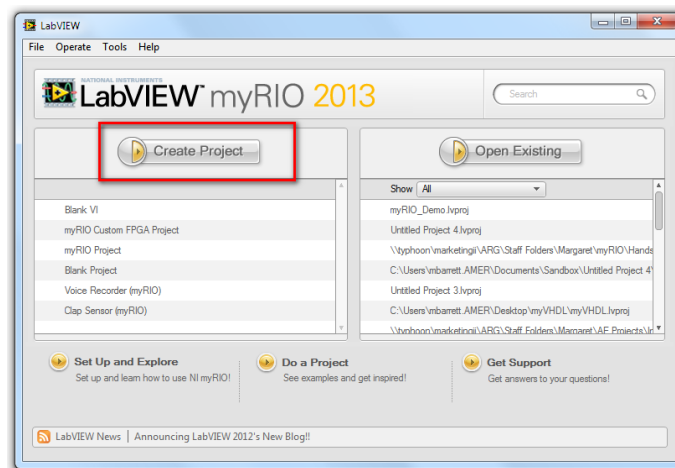 LabVIEW
File Operate Tools Help
NATIONAL INSTRUMENTS
LabVIEW™ myRIO 2013
Search
Create Project
Open Existing
Show All
Blank VI
myRIO Custom FPGA Project
myRIO Project
Blank Project
Voice Recorder (myRIO)
Clap Sensor (myRIO)
myRIO_Demo.lvproj
Untitled Project 4.lvproj
\\typhoon\marketingii\ARG\Staff Folders\Margaret\myRIO\Hands
C:\Users\mbarrett.AMER\Documents\Sandbox\Untitled Project 4\
Untitled Project 3.lvproj
C:\Users\mbarrett.AMER\Desktop\myVHDL\myVHDL.lvproj
\\typhoon\marketingii\ARG\Staff Folders\Margaret\AE Projects\
Set Up and Explore
Set up and learn how to use NI myRIO!
Do a Project
See examples and get inspired!
Get Support
Get answers to your questions!
LabVIEW News | Announcing LabVIEW 2012's New Blog!!